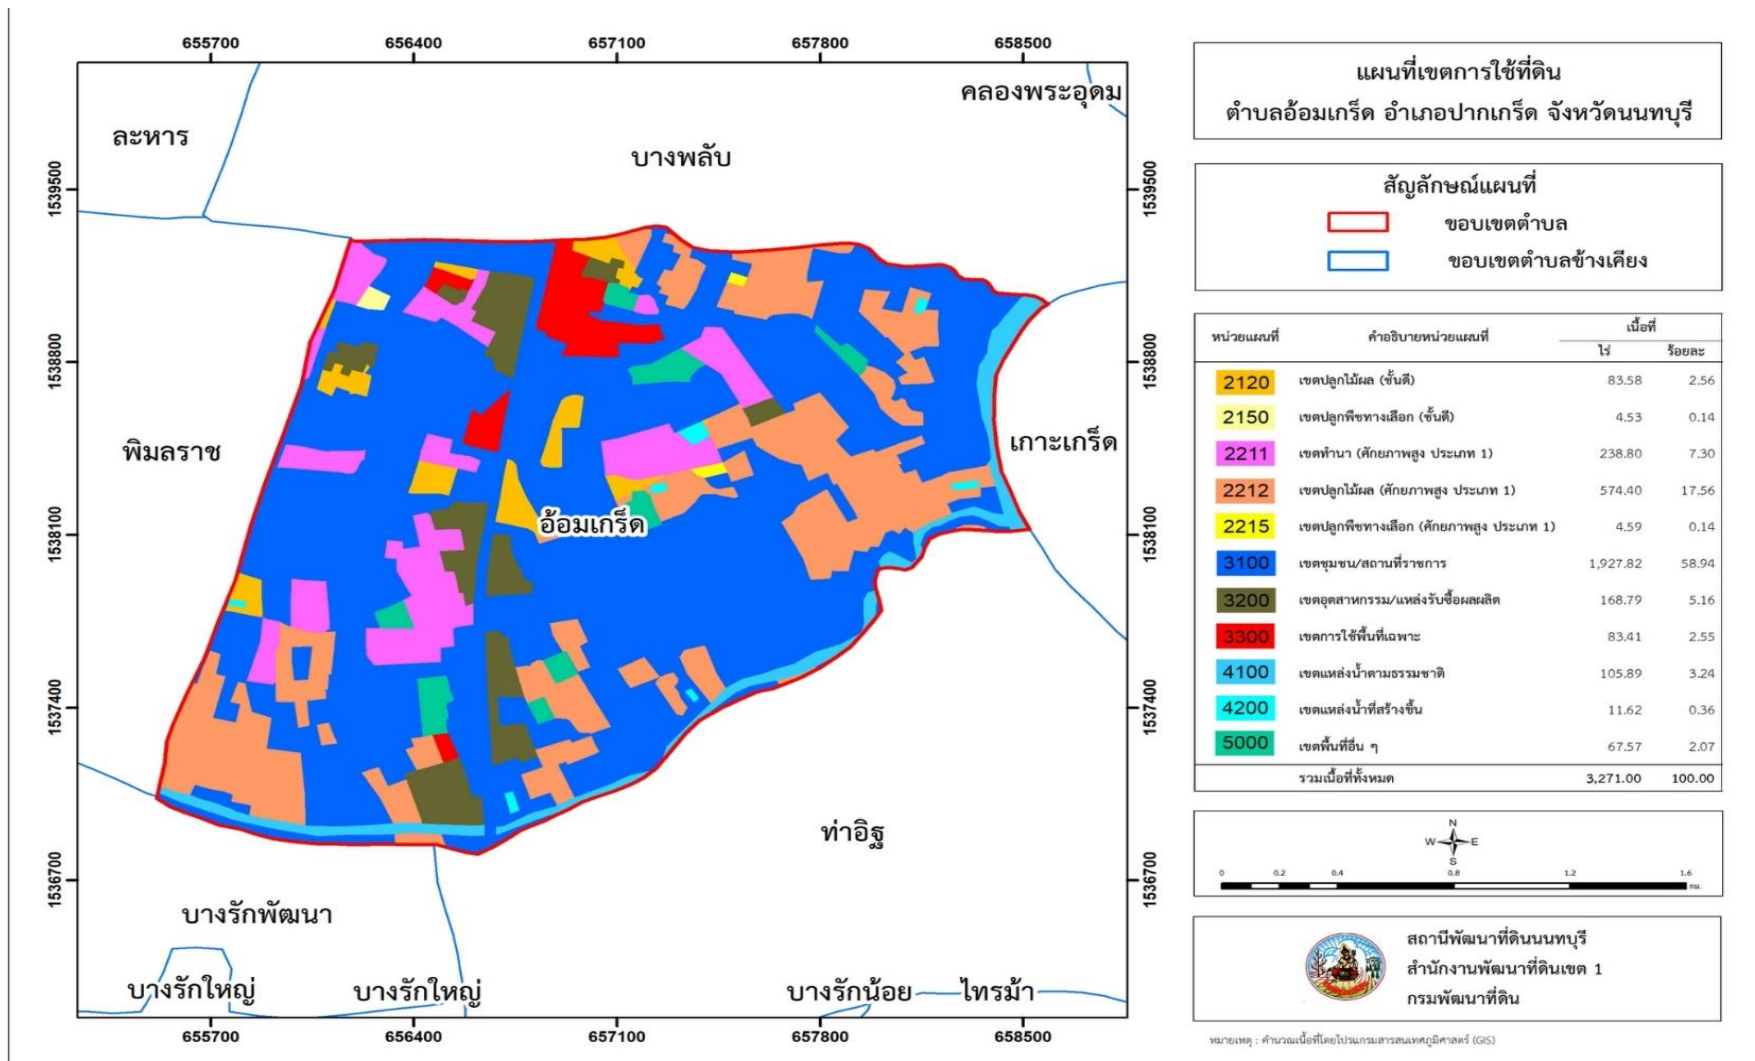 655700 656400 657100 657800 658500
คลองพระอุดม
ละหาร
บางพลับ
1539500 1539500
1538800 1538800
พิมลราช
เกาะเกร็ด
อ้อมเกร็ด
1538100 1538100
1537400 1537400
ท่าอิฐ
1536700 1536700
บางรักพัฒนา
บางรักใหญ่ บางรักใหญ่ บางรักน้อย ไทรม้า
655700 656400 657100 657800 658500
แผนที่เขตการใช้ที่ดิน
ตำบลอ้อมเกร็ด อำเภอปากเกร็ด จังหวัดนนทบุรี
สัญลักษณ์แผนที่
ขอบเขตตำบล
ขอบเขตตำบลข้างเคียง
หน่วยแผนที่ คำอธิบายหน่วยแผนที่ เนื้อที่
ไร่ ร้อยละ
2120 เขตปลูกไม้ผล (ชั้นดี) 83.58 2.56
2150 เขตปลูกพืชทางเลือก (ชั้นดี) 4.53 0.14
2211 เขตทำนา (ศักยภาพสูง ประเภท 1) 238.80 7.30
2212 เขตปลูกไม้ผล (ศักยภาพสูง ประเภท 1) 574.40 17.56
2215 เขตปลูกพืชทางเลือก (ศักยภาพสูง ประเภท 1) 4.59 0.14
3100 เขตชุมชน/สถานที่ราชการ 1,927.82 58.94
3200 เขตอุตสาหกรรม/แหล่งรับซื้อผลผลิต 168.79 5.16
3300 เขตการใช้พื้นที่เฉพาะ 83.41 2.55
4100 เขตแหล่งน้ำตามธรรมชาติ 105.89 3.24
4200 เขตแหล่งน้ำที่สร้างขึ้น 11.62 0.36
5000 เขตพื้นที่อื่น ๆ 67.57 2.07
รวมเนื้อที่ทั้งหมด 3,271.00 100.00
N
W E
S
0 0.2 0.4 0.8 1.2 1.6
กม.
สถานีพัฒนาที่ดินนนทบุรี
สำนักงานพัฒนาที่ดินเขต 1
กรมพัฒนาที่ดิน
หมายเหตุ : คำนวณเนื้อที่โดยโปรแกรมสารสนเทศภูมิศาสตร์ (GIS)